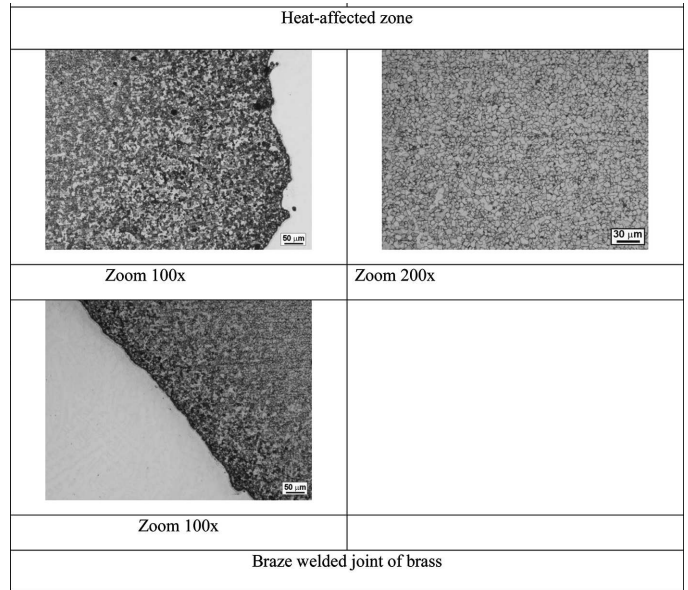 Heat-affected zone
50 µm
30 µm
Zoom 100x
Zoom 200x
50 µm
Zoom 100x
Braze welded joint of brass